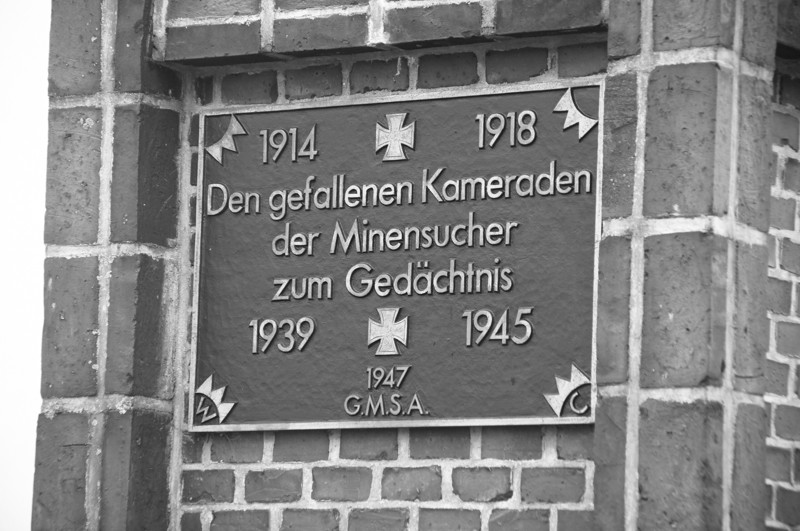 1914 1918
Den gefallenen Kameraden
der Minensucher
zum Gedächtnis
1939 1945
1947
G.M.S.A.
W C